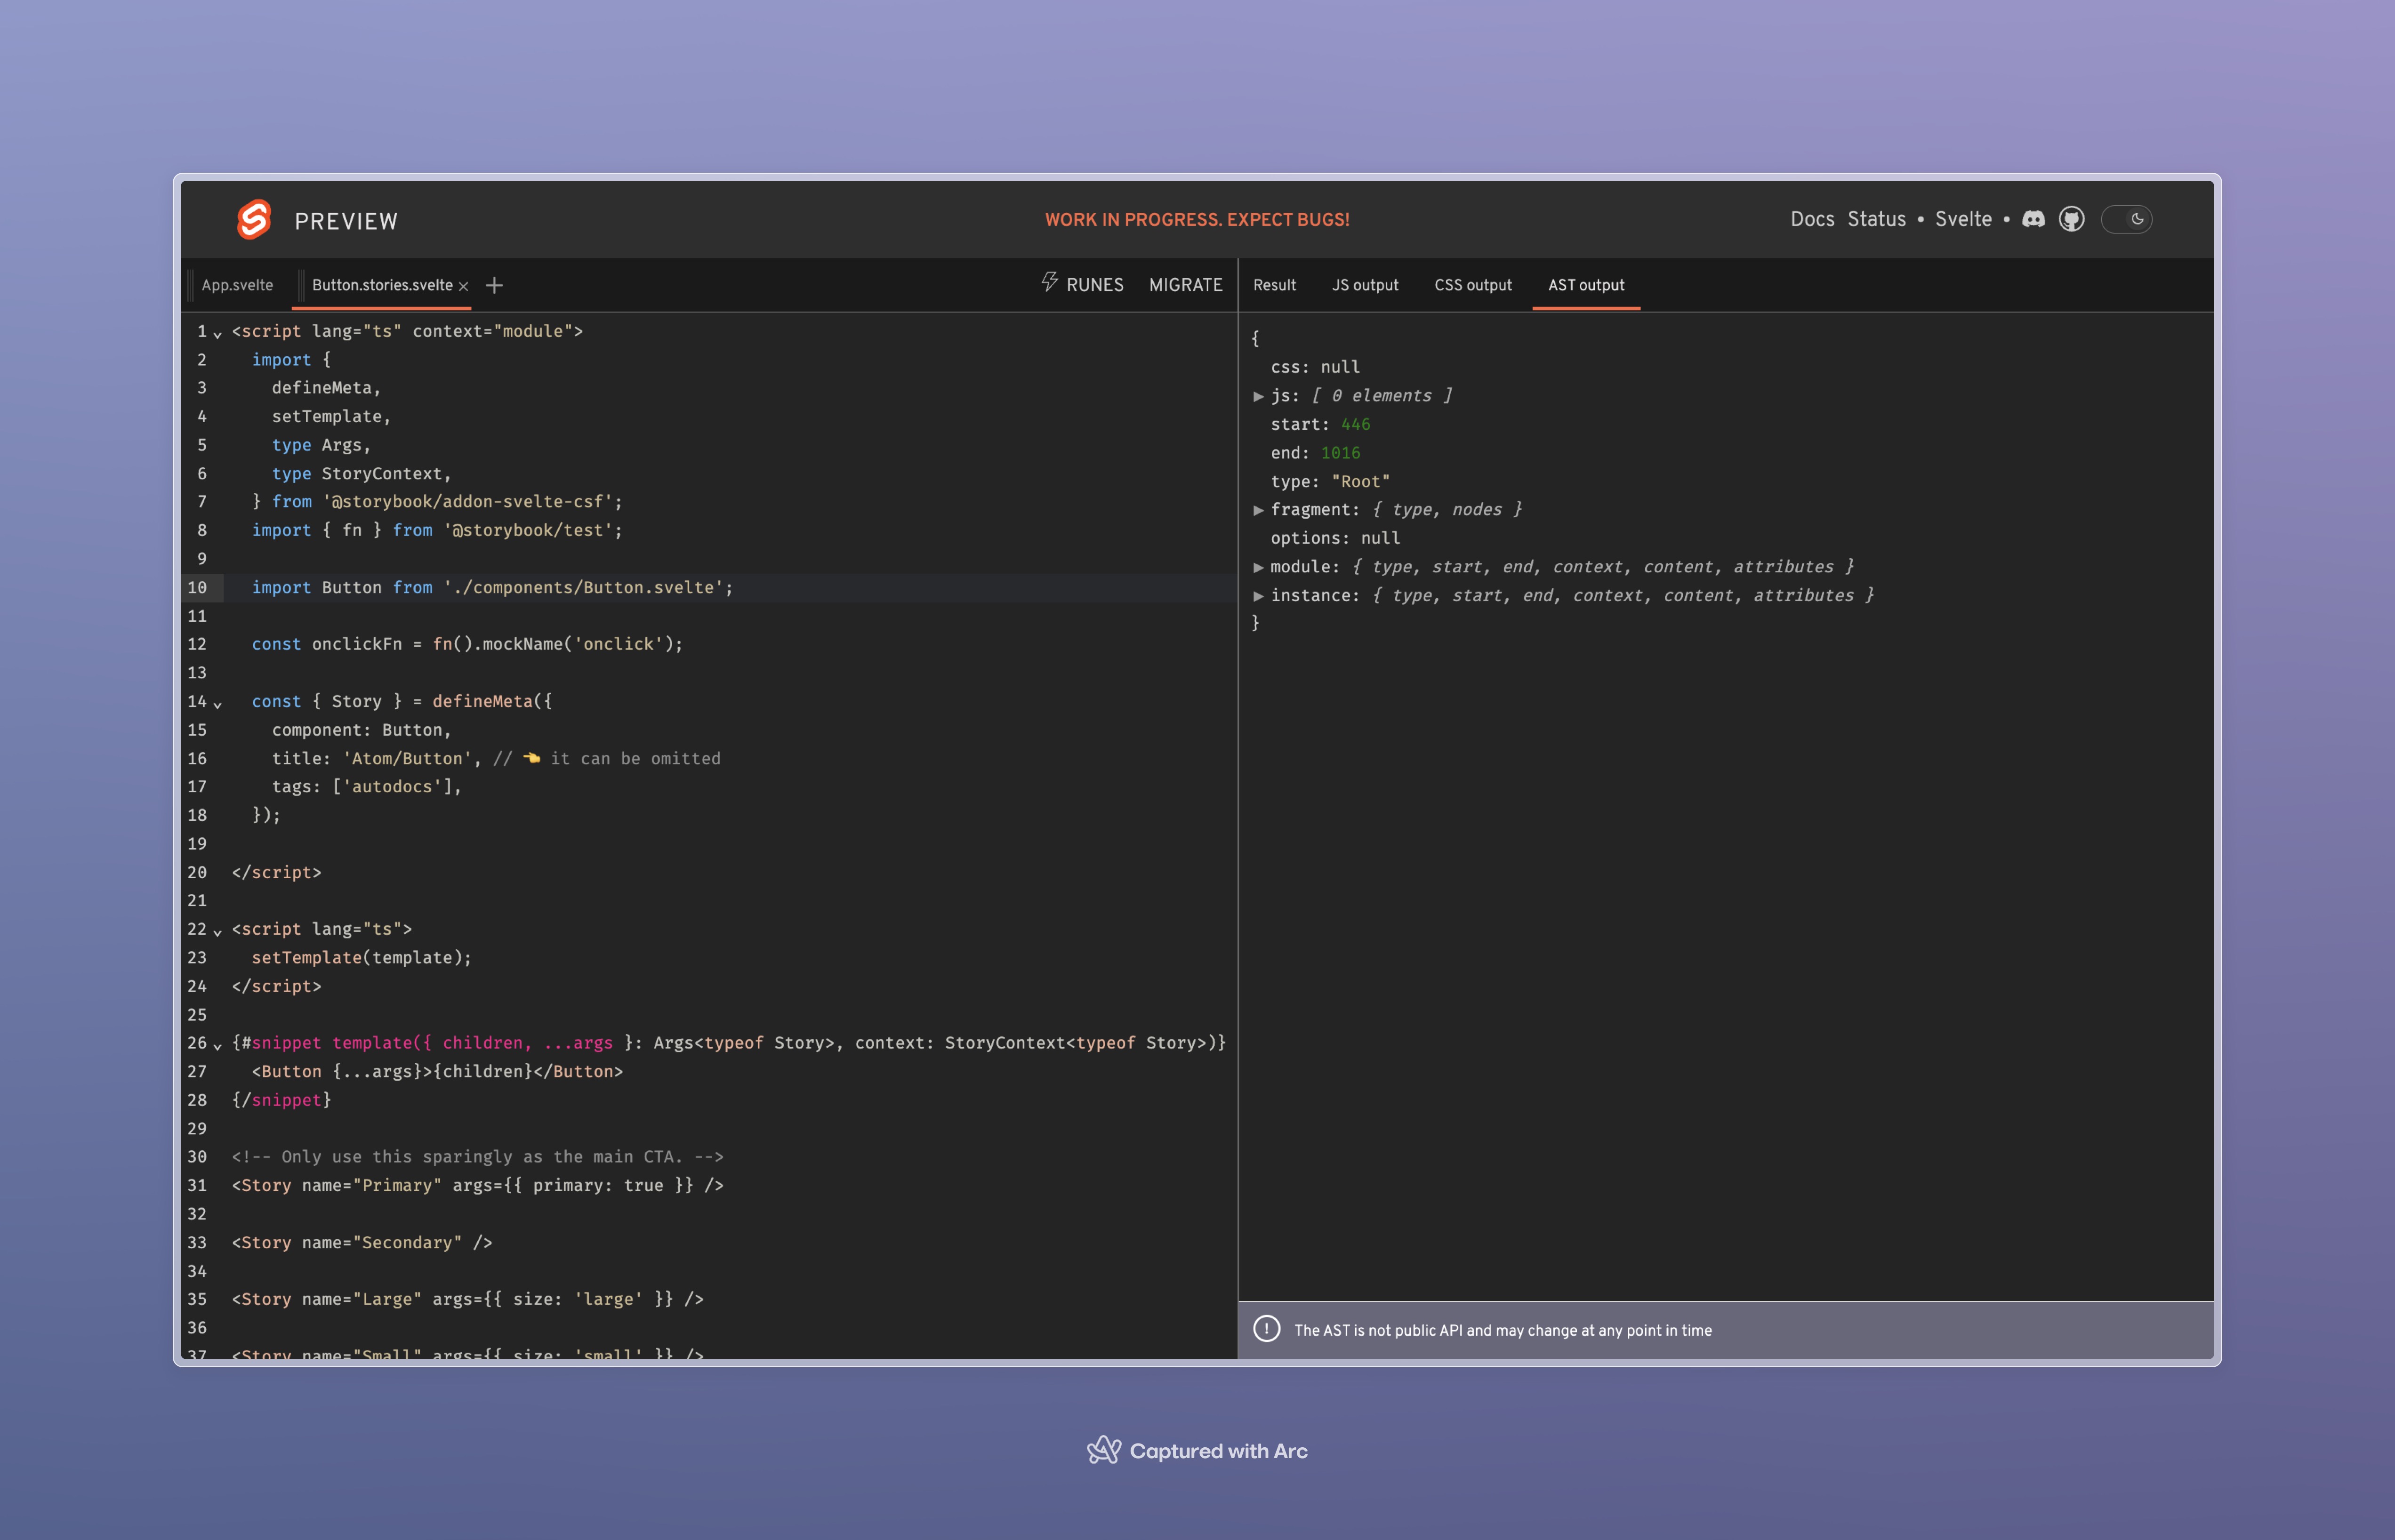 PREVIEW
WORK IN PROGRESS. EXPECT BUGS!
Docs Status • Svelte •
App.svelte
Button.stories.svelte
RUNES
MIGRATE
Result
JS output
CSS output
AST output
1 <script lang="ts" context="module">
2 import {
3 defineMeta,
4 setTemplate,
5 type Args,
6 type StoryContext,
7 } from '@storybook/addon-svelte-csf';
8 import { fn } from '@storybook/test';
9
10 import Button from './components/Button.svelte';
11
12 const onclickFn = fn().mockName('onclick');
13
14 const { Story } = defineMeta({
15 component: Button,
16 title: 'Atom/Button', // 👈 it can be omitted
17 tags: ['autodocs'],
18 });
19
20 </script>
21
22 <script lang="ts">
23 setTemplate(template);
24 </script>
25
26 {#snippet template({ children, ...args }: Args<typeof Story>, context: StoryContext<typeof Story>)}
27 <Button {...args}>{children}</Button>
28 {/snippet}
29
30 <!-- Only use this sparingly as the main CTA. -->
31 <Story name="Primary" args={{ primary: true }} />
32
33 <Story name="Secondary" />
34
35 <Story name="Large" args={{ size: 'large' }} />
36
37 <Story name="Small" args={{ size: 'small' }} />
{
css: null
▶ js: [ 0 elements ]
start: 446
end: 1016
type: "Root"
▶ fragment: { type, nodes }
options: null
▶ module: { type, start, end, context, content, attributes }
▶ instance: { type, start, end, context, content, attributes }
}
The AST is not public API and may change at any point in time
Captured with Arc